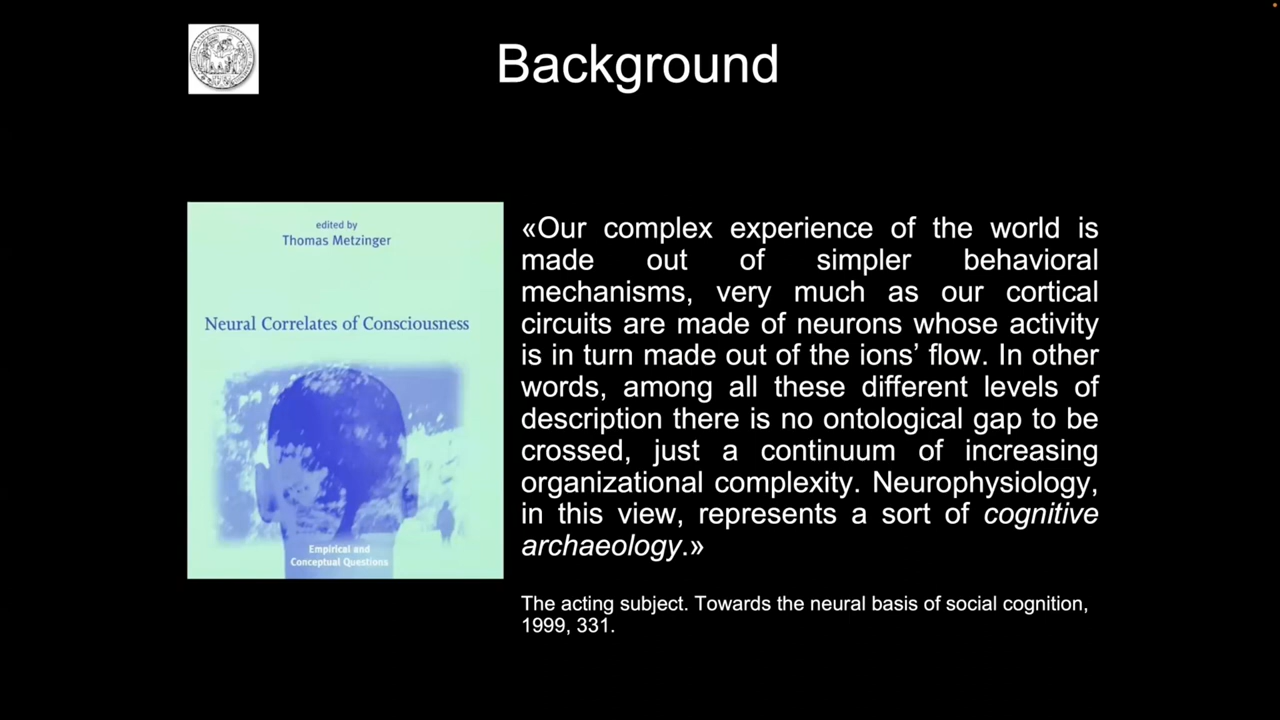 Background
edited by
Thomas Metzinger
Neural Correlates of Consciousness
Empirical and
Conceptual Questions
«Our complex experience of the world is
made out of simpler behavioral
mechanisms, very much as our cortical
circuits are made of neurons whose activity
is in turn made out of the ions’ flow. In other
words, among all these different levels of
description there is no ontological gap to be
crossed, just a continuum of increasing
organizational complexity. Neurophysiology,
in this view, represents a sort of cognitive
archaeology.»
The acting subject. Towards the neural basis of social cognition,
1999, 331.